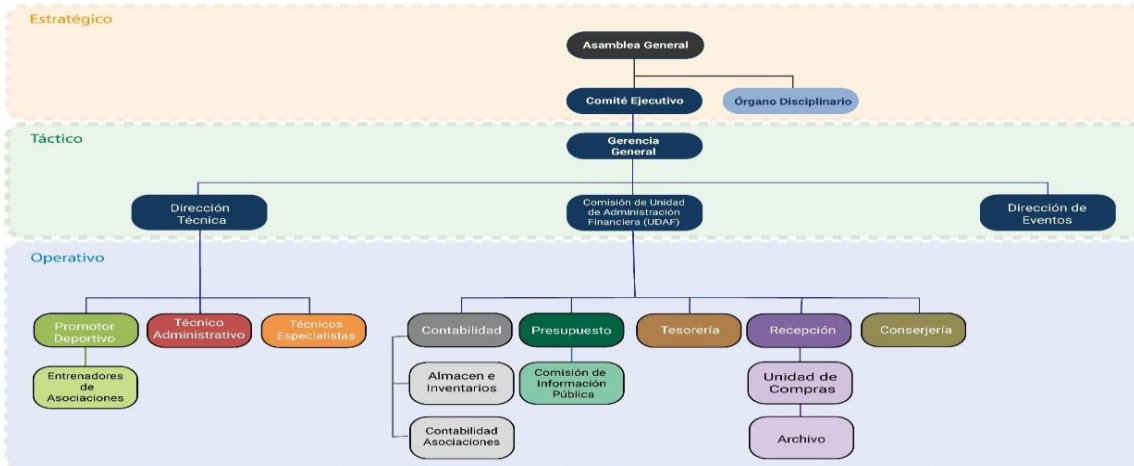 Estratégico
Asamblea General
Comité Ejecutivo
Órgano Disciplinario
Táctico
Gerencia
General
Dirección
Técnica
Comisión de Unidad
de Administración
Financiera (UDAF)
Dirección de
Eventos
Operativo
Promotor
Deportivo
Técnico
Administrativo
Técnicos
Especialistas
Contabilidad
Presupuesto
Tesorería
Recepción
Conserjería
Entrenadores
de
Asociaciones
Almacen e
Inventarios
Comisión de
Información
Pública
Unidad de
Compras
Contabilidad
Asociaciones
Archivo